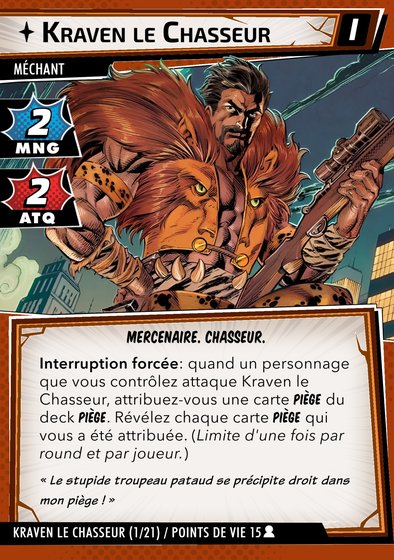 KRAVEN LE CHASSEUR
I
MÉCHANT
2
MNG
2
ATQ
MERCENAIRE. CHASSEUR.
Interruption forcée: quand un personnage
que vous contrôlez attaque Kraven le
Chasseur, attribuez-vous une carte PIÈGE du
deck PIÈGE. Révélez chaque carte PIÈGE qui
vous a été attribuée. (Limite d'une fois par
round et par joueur.)
« Le stupide troupeau pataud se précipite droit dans
mon piège ! »
KRAVEN LE CHASSEUR (1/21) / POINTS DE VIE 15